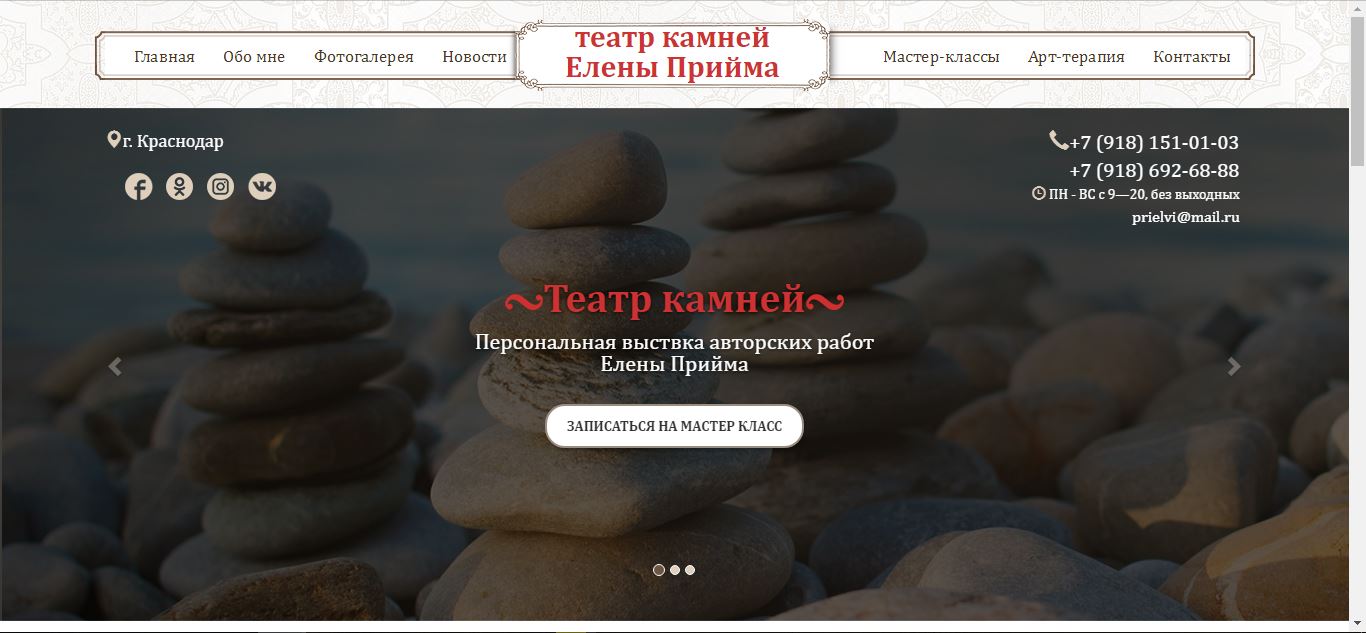 Главная Обо мне Фотогалерея Новости
театр камней
Елены Прийма
Мастер-классы Арт-терапия Контакты
г. Краснодар
+7 (918) 151-01-03
+7 (918) 692-68-88
ПН - ВС с 9—20, без выходных
prielvi@mail.ru
~Театр камней~
Персональная выствка авторских работ
Елены Прийма
ЗАПИСАТЬСЯ НА МАСТЕР КЛАСС